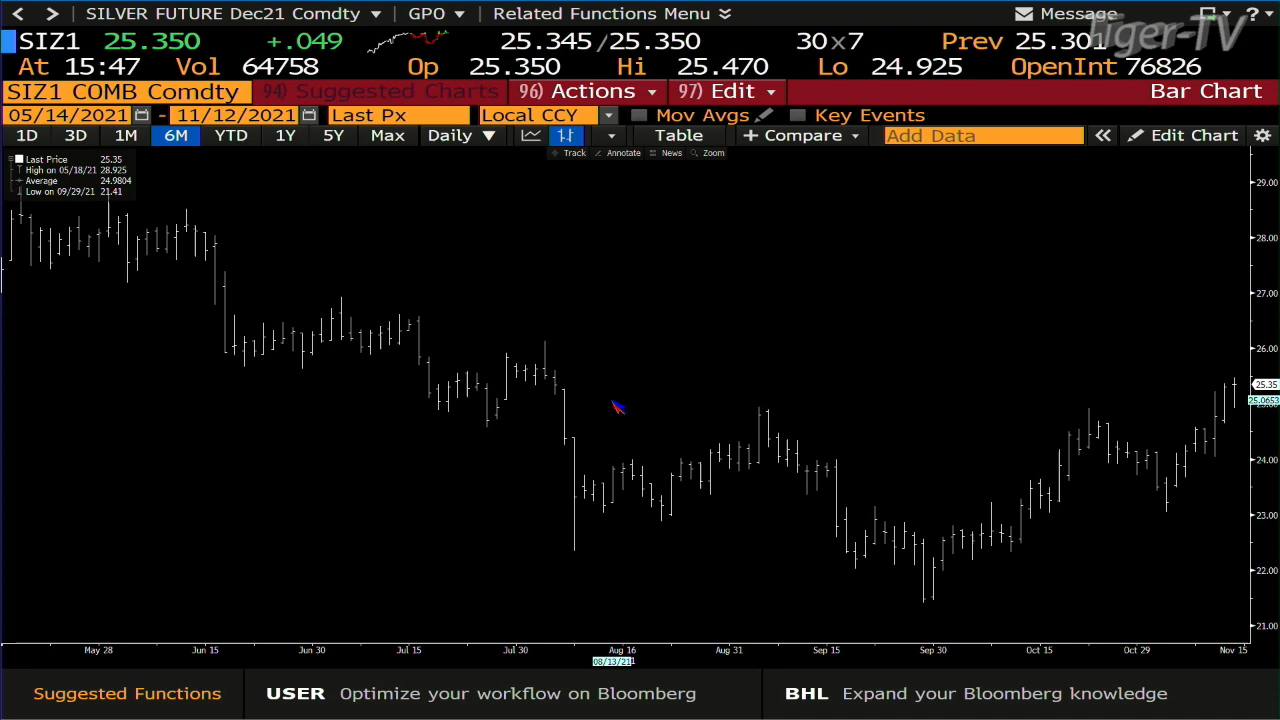 < > SILVER FUTURE Dec21 Comdty GPO Related Functions Menu Message ?
SIZ1 25.350 +.049 25.345/25.350 30x7 Prev 25.301
Tiger-TV
At 15:47 Vol 64758 Op 25.350 Hi 25.470 Lo 24.925 OpenInt 76826
SIZ1 COMB Comdty 94) Suggested Charts 96) Actions 97) Edit Bar Chart
05/14/2021 - 11/12/2021 Last Px Local CCY Mov Avgs Key Events
1D 3D 1M 6M YTD 1Y 5Y Max Daily ▼ Table + Compare Add Data « Edit Chart
Track Annotate News Zoom
Last Price 25.35
High on 05/18/21 28.925
Average 24.9804
Low on 09/29/21 21.41
29.00
28.00
27.00
26.00
25.35
25.0653
24.00
23.00
22.00
21.00
May 28 Jun 15 Jun 30 Jul 15 Jul 30 Aug 16 Aug 31 Sep 15 Sep 30 Oct 15 Oct 29 Nov 15
08/13/21
Suggested Functions USER Optimize your workflow on Bloomberg BHL Expand your Bloomberg knowledge